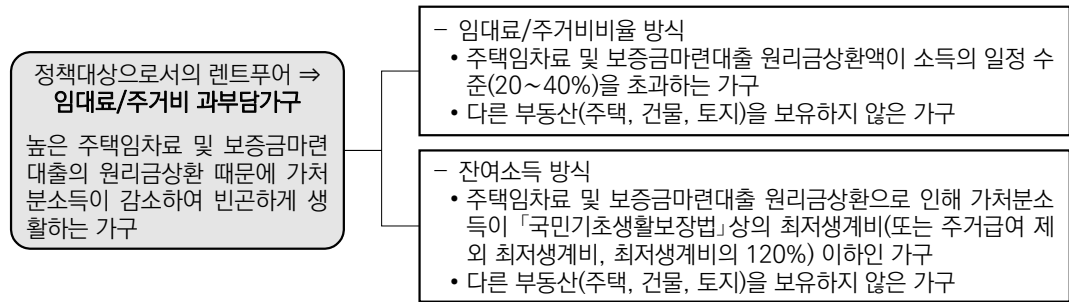 정책대상으로서의 렌트푸어 ⇒
임대료/주거비 과부담가구
높은 주택임차료 및 보증금마련
대출의 원리금상환 때문에 가처
분소득이 감소하여 빈곤하게 생
활하는 가구
– 임대료/주거비비율 방식
• 주택임차료 및 보증금마련대출 원리금상환액이 소득의 일정 수
준(20～40%)을 초과하는 가구
• 다른 부동산(주택, 건물, 토지)을 보유하지 않은 가구
– 잔여소득 방식
• 주택임차료 및 보증금마련대출 원리금상환으로 인해 가처분소
득이 「국민기초생활보장법」상의 최저생계비(또는 주거급여 제
외 최저생계비, 최저생계비의 120%) 이하인 가구
• 다른 부동산(주택, 건물, 토지)을 보유하지 않은 가구